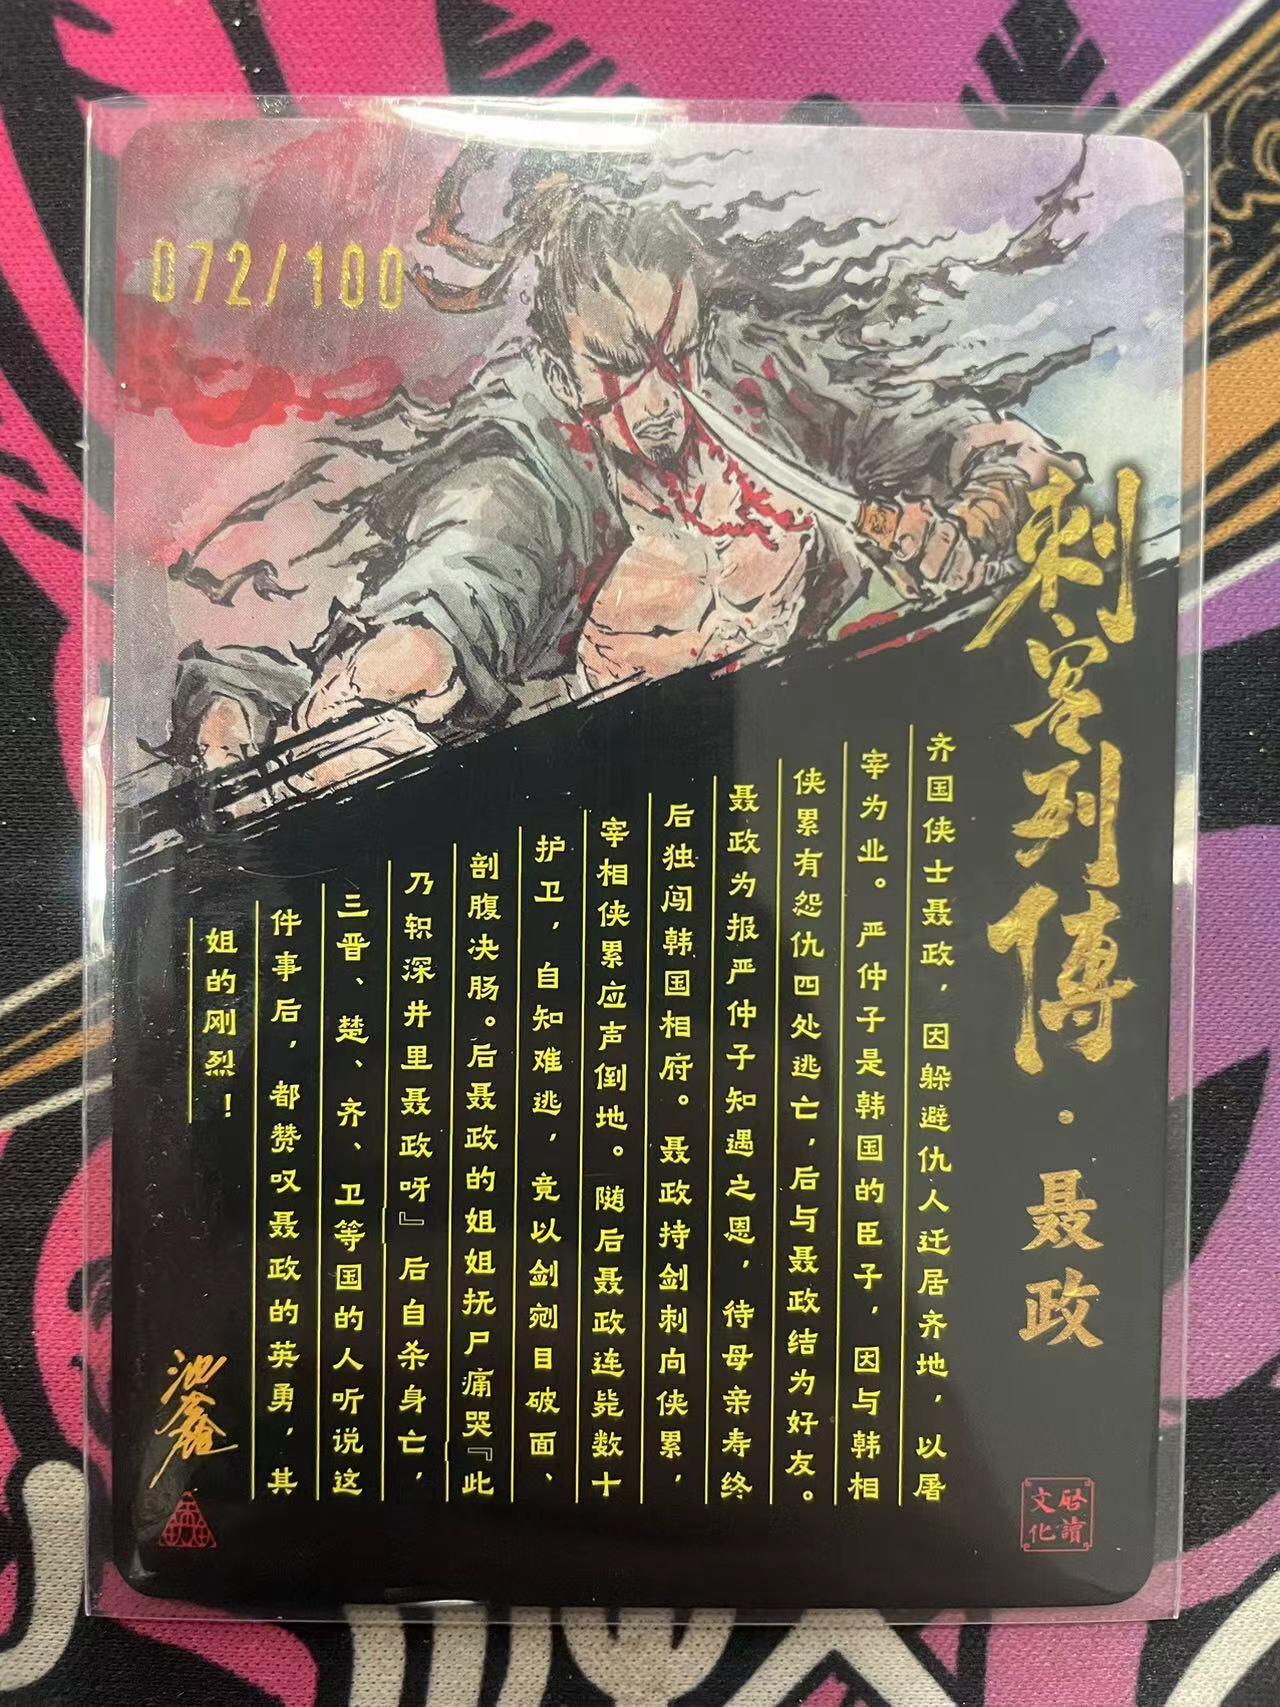 072/100
刺客列傳·聂政
齐国侠士聂政，因躲避仇人迁居齐地，以屠
宰为业。严仲子是韩国的臣子，因与韩相
侠累有怨仇四处逃亡，后与聂政结为好友。
聂政为报严仲子知遇之恩，待母亲寿终
后独闯韩国相府。聂政持剑刺向侠累，
宰相侠累应声倒地。随后聂政连毙数十
护卫，自知难逃，竟以剑剜目破面、
剖腹决肠。后聂政的姐姐抚尸痛哭『此
乃轵深井里聂政呀』后自杀身亡，
三晋、楚、齐、卫等国的人听说这
件事后，都赞叹聂政的英勇，其
姐的刚烈！
文化